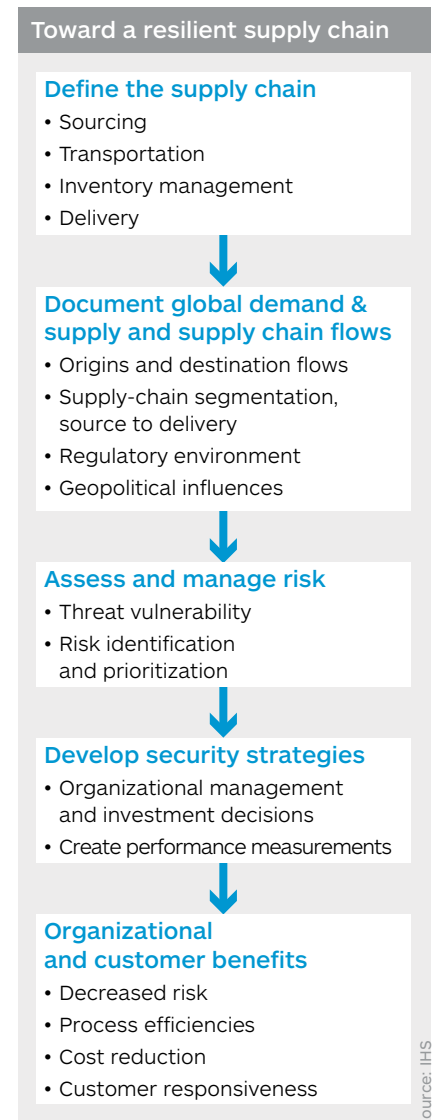 Toward a resilient supply chain
Define the supply chain
• Sourcing
• Transportation
• Inventory management
• Delivery
Document global demand &
supply and supply chain flows
• Origins and destination flows
• Supply-chain segmentation,
source to delivery
• Regulatory environment
• Geopolitical influences
Assess and manage risk
• Threat vulnerability
• Risk identification
and prioritization
Develop security strategies
• Organizational management
and investment decisions
• Create performance measurements
Organizational
and customer benefits
• Decreased risk
• Process efficiencies
• Cost reduction
• Customer responsiveness
ource: IHS